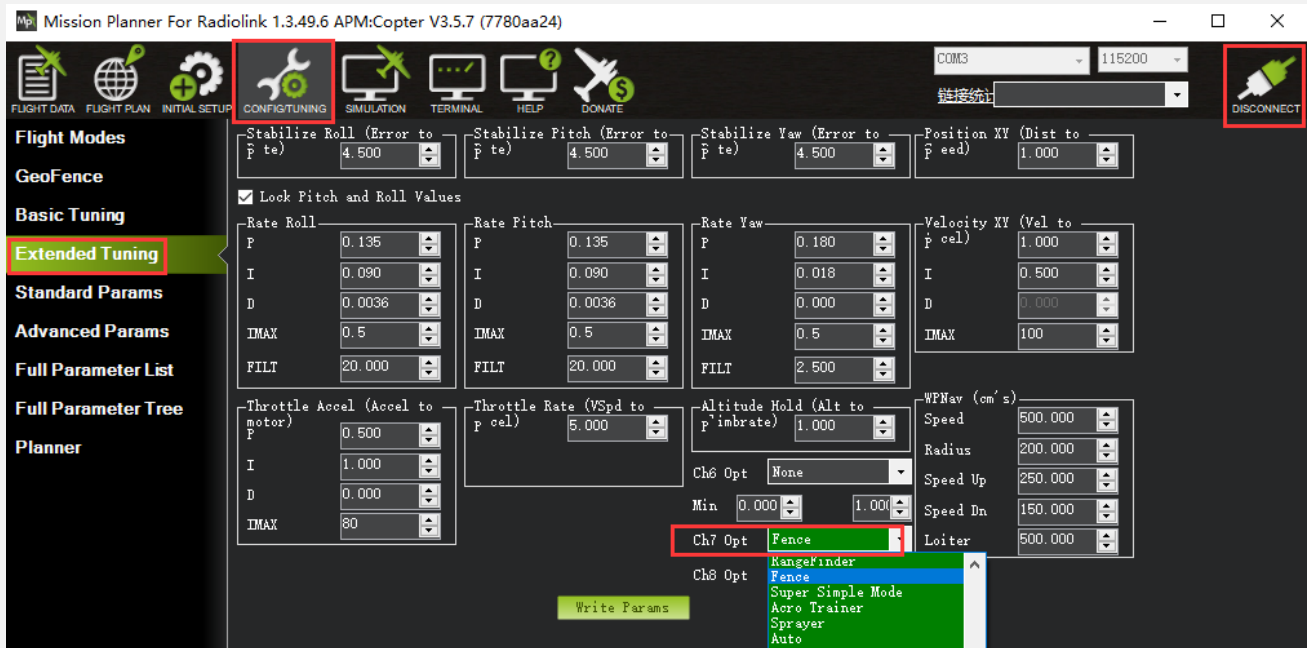 Mission Planner For Radiolink 1.3.49.6 APM:Copter V3.5.7 (7780aa24)
FLIGHT DATA FLIGHT PLAN INITIAL SETUP CONFIG/TUNING SIMULATION TERMINAL HELP DONATE
COM3 115200
链接统计
DISCONNECT
Flight Modes
GeoFence
Basic Tuning
Extended Tuning
Standard Params
Advanced Params
Full Parameter List
Full Parameter Tree
Planner
Stabilize Roll (Error to
P te) 4.500
Stabilize Pitch (Error to
P te) 4.500
Stabilize Yaw (Error to
P te) 4.500
Position XY (Dist to
P eed) 1.000
Lock Pitch and Roll Values
Rate Roll
P 0.135
I 0.090
D 0.0036
IMAX 0.5
FILT 20.000
Rate Pitch
P 0.135
I 0.090
D 0.0036
IMAX 0.5
FILT 20.000
Rate Yaw
P 0.180
I 0.018
D 0.000
IMAX 0.5
FILT 2.500
Velocity XY (Vel to
P cel) 1.000
I 0.500
D 0.000
IMAX 100
Throttle Accel (Accel to
motor)
P 0.500
I 1.000
D 0.000
IMAX 80
Throttle Rate (VSpd to
P cel) 5.000
Altitude Hold (Alt to
P imbrate) 1.000
Ch6 Opt None
Min 0.000 1.00
Ch7 Opt Fence
Ch8 Opt
RangeFinder
Fence
Super Simple Mode
Acro Trainer
Sprayer
Auto
WPNav (cm's)
Speed 500.000
Radius 200.000
Speed Up 250.000
Speed Dn 150.000
Loiter 500.000
Write Params